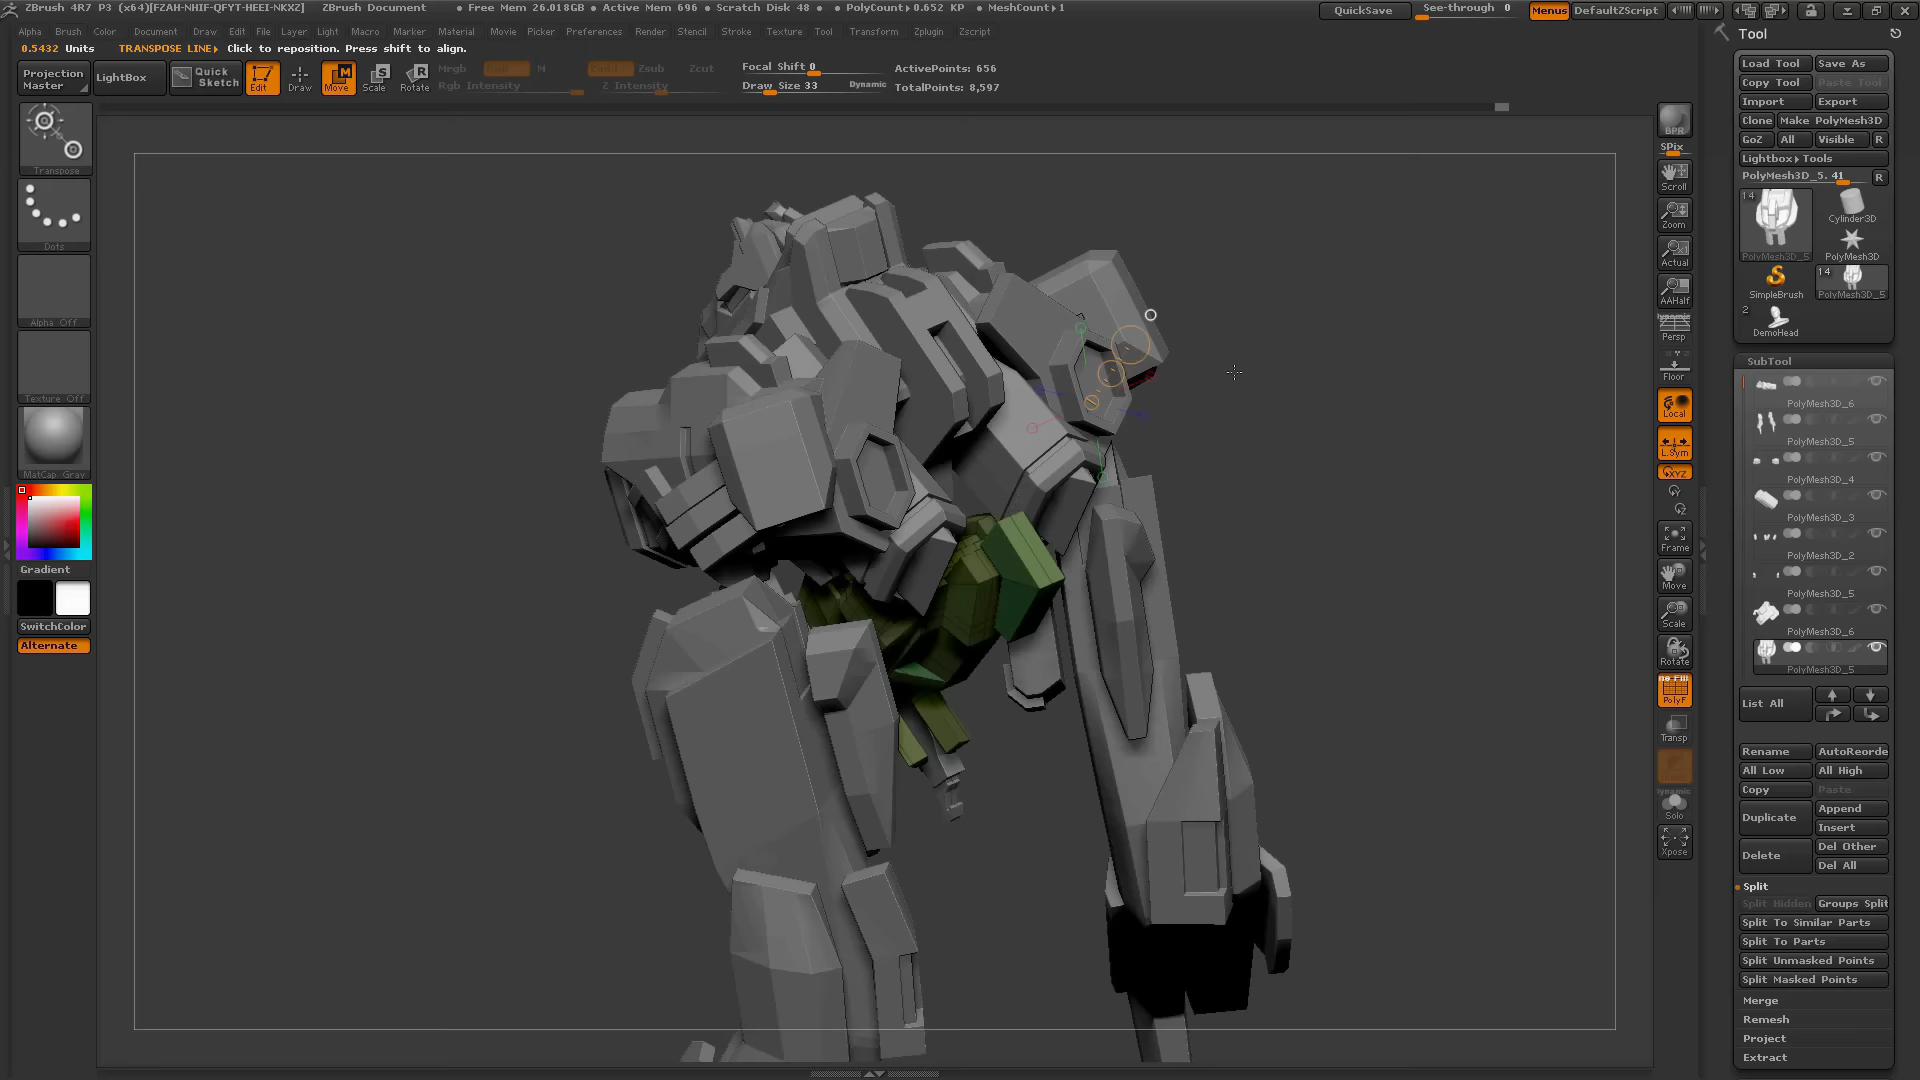 ZBrush 4R7 P3 (x64)[FZAH-NHIF-QFYT-HEEI-NKXZ] ZBrush Document • Free Mem 26.018GB • Active Mem 696 • Scratch Disk 48 • PolyCount▸0.652 KP • MeshCount▸1 QuickSave See-through 0 Menus DefaultZScript
Alpha Brush Color Document Draw Edit File Layer Light Macro Marker Material Movie Picker Preferences Render Stencil Stroke Texture Tool Transform Zplugin Zscript
0.5432 Units TRANSPOSE LINE▸ Click to reposition. Press shift to align.
Projection Master
LightBox
Quick Sketch
Edit
Draw
Move
Scale
Rotate
Mrgb
M
Zsub
Zcut
Rgb Intensity
Z Intensity
Focal Shift 0
Draw Size 33
Dynamic
ActivePoints: 656
TotalPoints: 8,597
Transpose
Dots
Alpha Off
Texture Off
MatCap Gray
Gradient
SwitchColor
Alternate
BPR
SPix
Scroll
Zoom
Actual
AAHalf
Dynamic
Persp
Floor
Local
L.Sym
XYZ
Frame
Move
Scale
Rotate
PolyF
Transp
Dynamic
Solo
Xpose
Tool
Load Tool Save As
Copy Tool Paste Tool
Import Export
Clone Make PolyMesh3D
GoZ All Visible R
Lightbox▸Tools
PolyMesh3D_5. 41 R
14
PolyMesh3D_5
Cylinder3D
PolyMesh3D
SimpleBrush
14
PolyMesh3D_5
2
DemoHead
SubTool
PolyMesh3D_6
PolyMesh3D_5
PolyMesh3D_4
PolyMesh3D_3
PolyMesh3D_2
PolyMesh3D_5
PolyMesh3D_6
PolyMesh3D_5
List All
Rename AutoReorde
All Low All High
Copy Paste
Duplicate Append
Insert
Delete Del Other
Del All
Split
Split Hidden Groups Split
Split To Similar Parts
Split To Parts
Split Unmasked Points
Split Masked Points
Merge
Remesh
Project
Extract